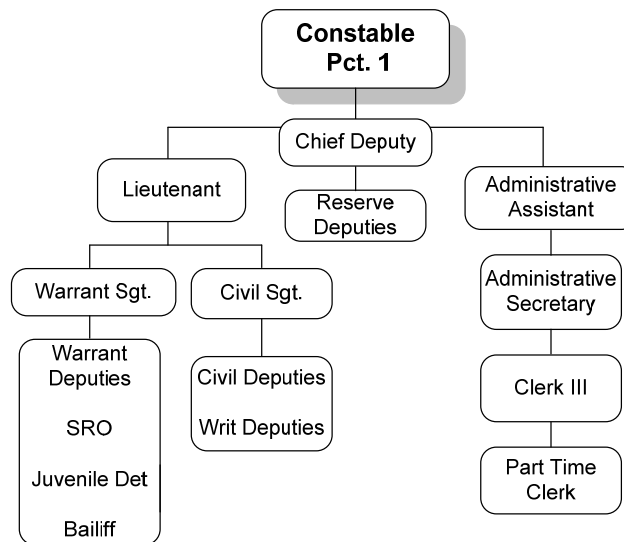 Constable
Pct. 1
Chief Deputy
Lieutenant
Reserve
Deputies
Administrative
Assistant
Warrant Sgt.
Civil Sgt.
Administrative
Secretary
Warrant
Deputies
SRO
Juvenile Det
Bailiff
Civil Deputies
Writ Deputies
Clerk III
Part Time
Clerk